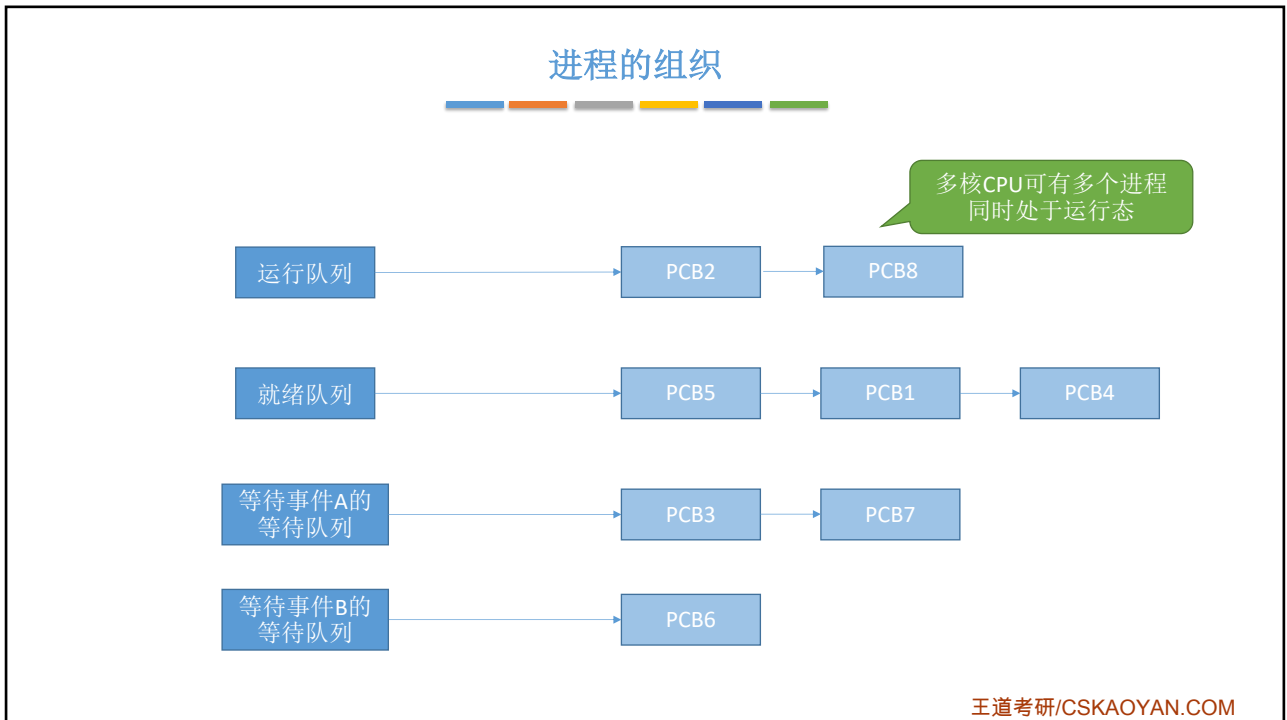 进程的组织
多核CPU可有多个进程
同时处于运行态
运行队列
PCB2
PCB8
就绪队列
PCB5
PCB1
PCB4
等待事件A的
等待队列
PCB3
PCB7
等待事件B的
等待队列
PCB6
王道考研/CSKAOYAN.COM